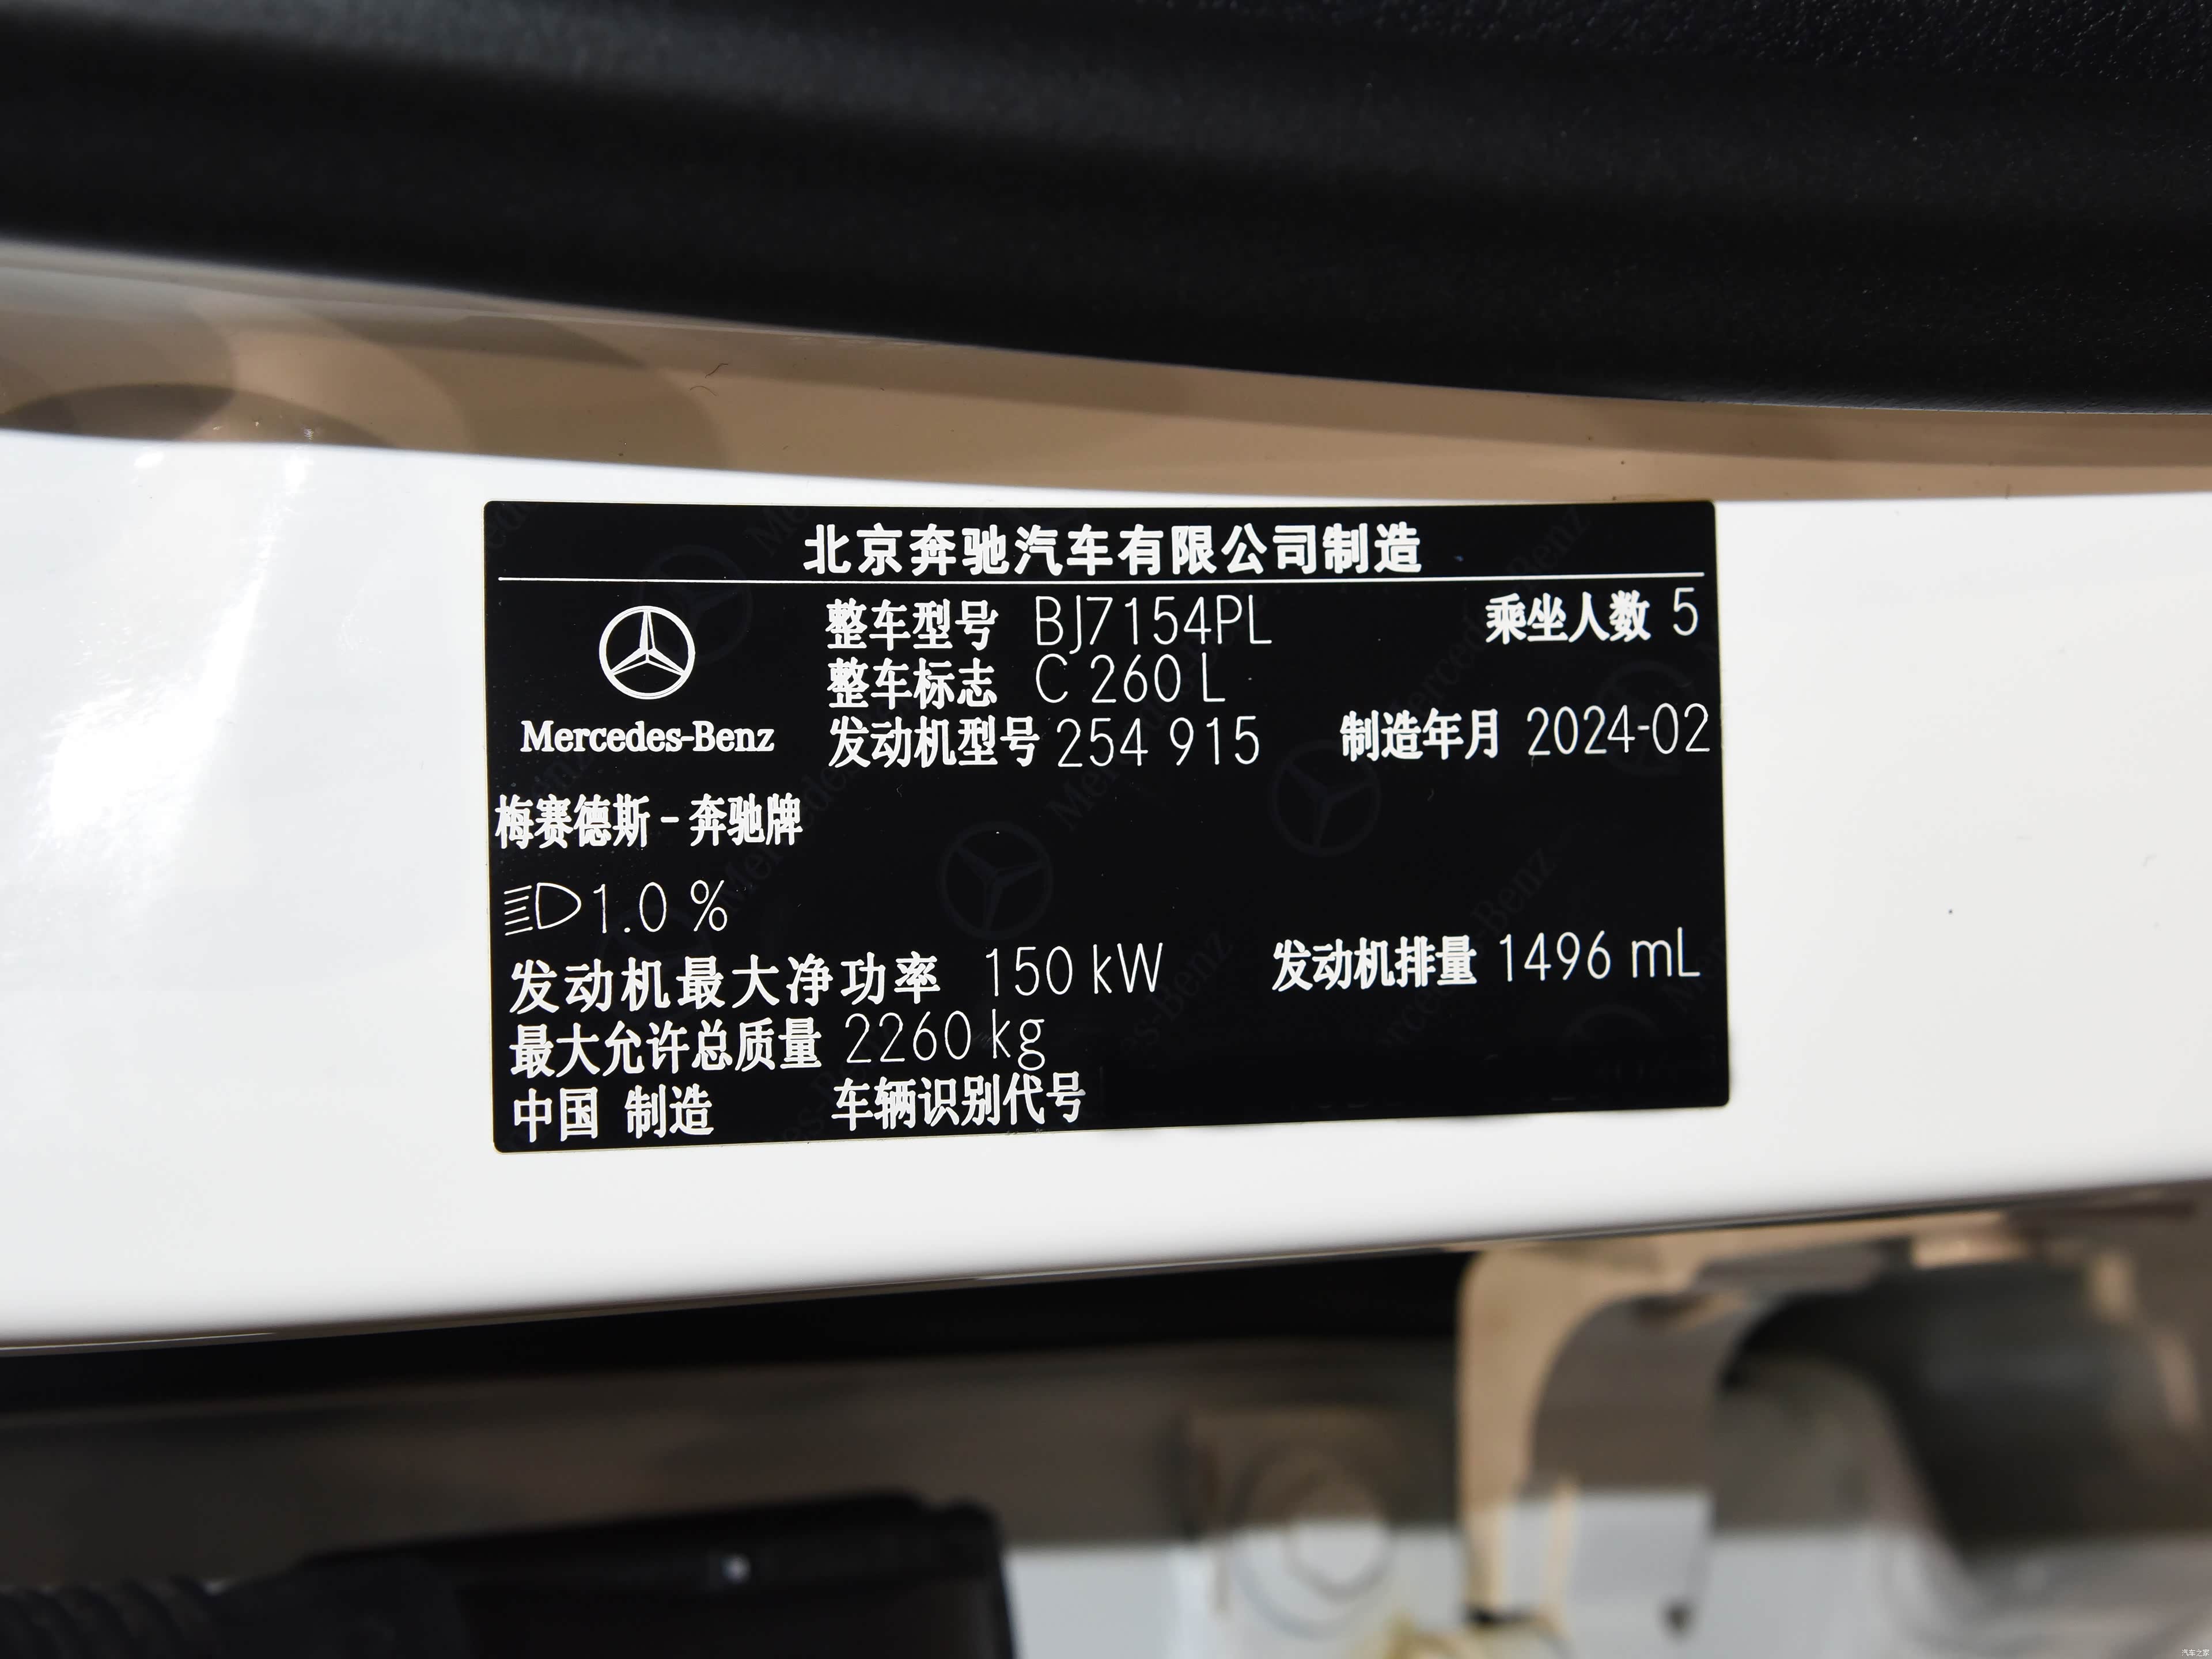 北京奔驰汽车有限公司制造
整车型号 BJ7154PL 乘坐人数 5
整车标志 C 260 L
Mercedes-Benz 发动机型号 254 915 制造年月 2024-02
梅赛德斯-奔驰牌
1.0 %
发动机最大净功率 150 kW 发动机排量 1496 mL
最大允许总质量 2260 kg
中国 制造 车辆识别代号
汽车之家